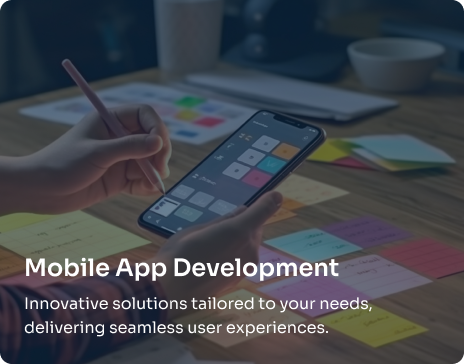 Mobile App Development
Innovative solutions tailored to your needs,
delivering seamless user experiences.